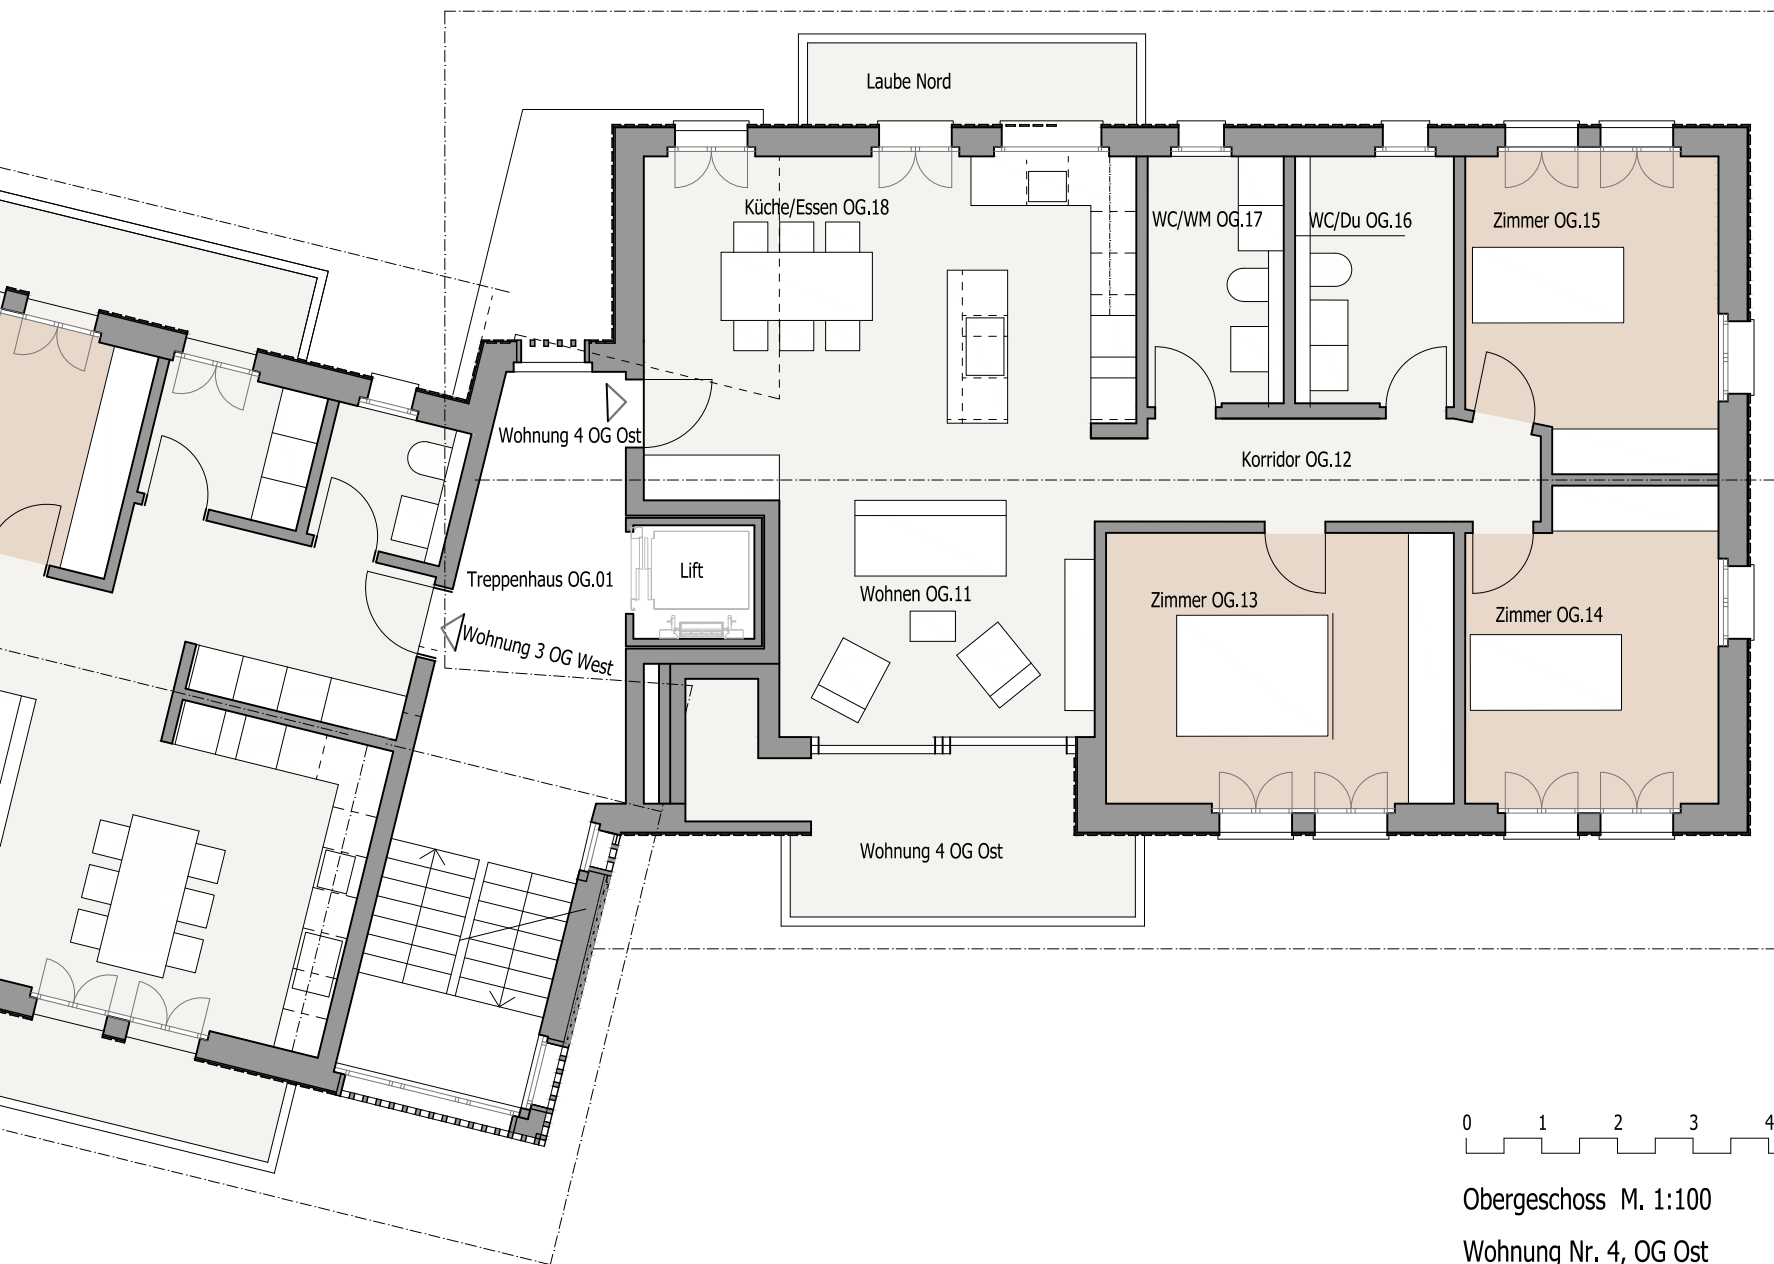 Laube Nord
Küche/Essen OG.18
WC/WM OG.17
WC/Du OG.16
Zimmer OG.15
Wohnung 4 OG Ost
Korridor OG.12
Treppenhaus OG.01
Lift
Wohnen OG.11
Zimmer OG.13
Zimmer OG.14
Wohnung 3 OG West
Wohnung 4 OG Ost
0 1 2 3 4
Obergeschoss M. 1:100
Wohnung Nr. 4, OG Ost